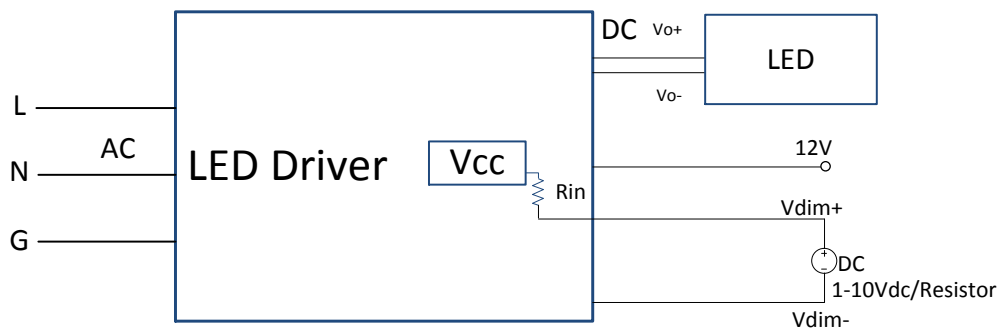 L
N
G
AC
LED Driver
Vcc
Rin
DC
Vo+
Vo-
LED
12V
Vdim+
+
−
DC
1-10Vdc/Resistor
Vdim-